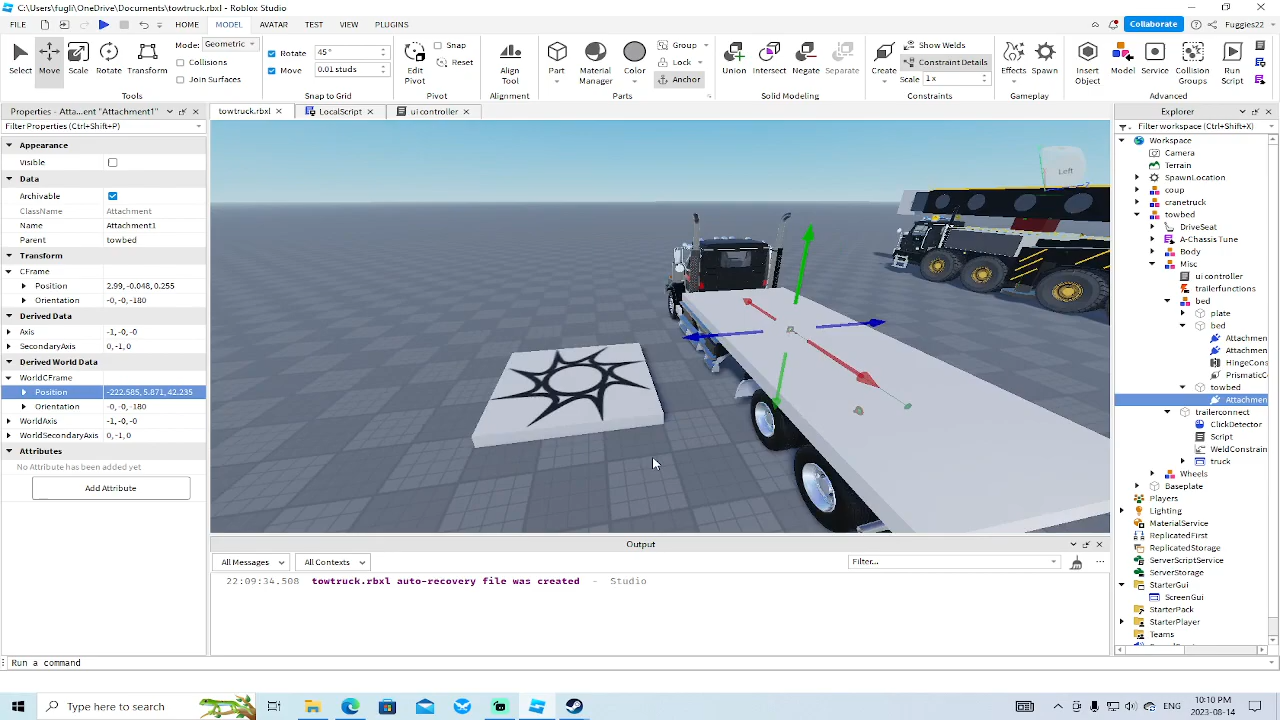 C:\Users\fugli\OneDrive\Documents\towtruck.rbxl - Roblox Studio
FILE HOME MODEL AVATAR TEST VIEW PLUGINS Collaborate Fuggies22
Mode: Geometric Rotate 45° Snap Group Show Welds
Collisions Move 0.01 studs Reset Lock Constraint Details
Join Surfaces Anchor Scale 1 x
Select Move Scale Rotate Transform Edit Pivot Align Tool Part Material Manager Color Union Intersect Negate Separate Create Effects Spawn Insert Object Model Service Collision Groups Run Script
Tools Snap to Grid Pivot Alignment Parts Solid Modeling Constraints Gameplay Advanced
Properties - Atta...ent "Attachment1"
Filter Properties (Ctrl+Shift+P)
Appearance
Visible
Data
Archivable
ClassName Attachment
Name Attachment1
Parent towbed
Transform
CFrame
Position 2.99, -0.048, 0.255
Orientation -0, -0, -180
Derived Data
Axis -1, -0, -0
SecondaryAxis 0, -1, 0
Derived World Data
WorldCFrame
Position -222.585, 5.871, 42.235
Orientation -0, -0, -180
WorldAxis -1, -0, -0
WorldSecondaryAxis 0, -1, 0
Attributes
No Attribute has been added yet
Add Attribute
towtruck.rbxl LocalScript ui controller
Left
Output
All Messages All Contexts Filter...
22:09:34.508 towtruck.rbxl auto-recovery file was created - Studio
Explorer
Filter workspace (Ctrl+Shift+X)
Workspace
Camera
Terrain
SpawnLocation
coup
cranetruck
towbed
DriveSeat
A-Chassis Tune
Body
Misc
ui controller
trailerfunctions
bed
plate
bed
Attachmen
Attachmen
HingeCons
PrismaticC
towbed
Attachmen
trailerconnect
ClickDetector
Script
WeldConstrain
truck
Wheels
Baseplate
Players
Lighting
MaterialService
ReplicatedFirst
ReplicatedStorage
ServerScriptService
ServerStorage
StarterGui
ScreenGui
StarterPack
StarterPlayer
Teams
Run a command
Type here to search
ENG
10:10 PM
2023-08-14